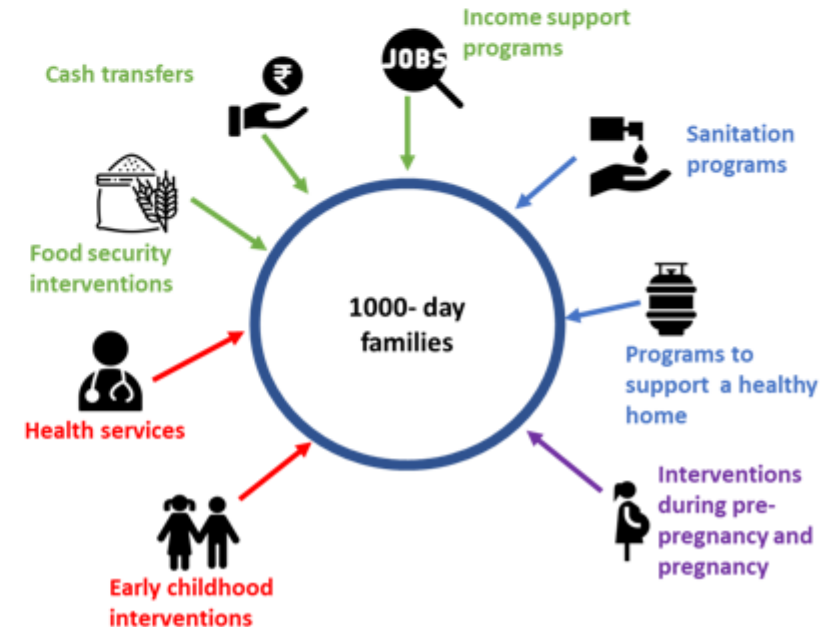 Income support
programs
JOBS
Cash transfers
₹
Sanitation
programs
Food security
interventions
1000- day
families
Programs to
support a healthy
home
Health services
Interventions
during pre-
pregnancy and
pregnancy
Early childhood
interventions